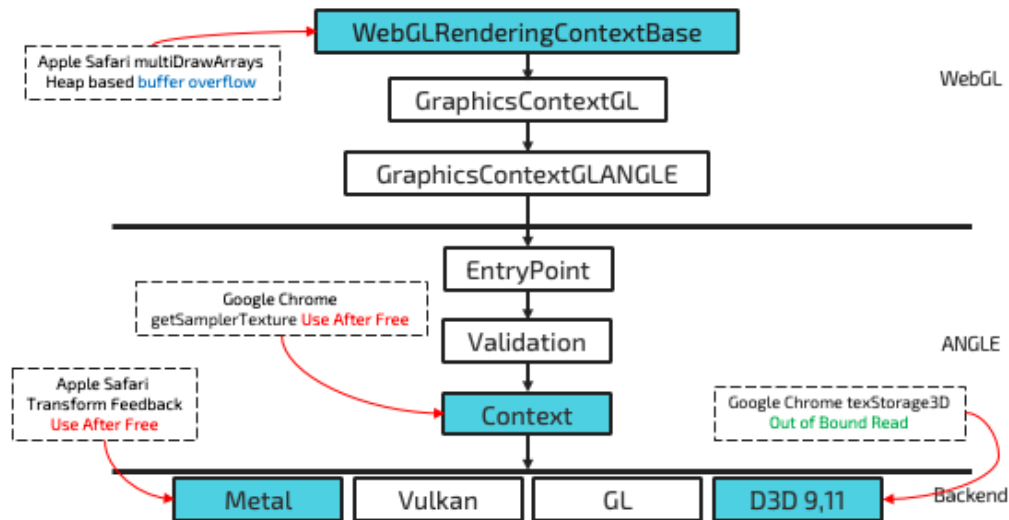 WebGLRenderingContextBase
Apple Safari multiDrawArrays
Heap based buffer overflow
WebGL
GraphicsContextGL
GraphicsContextGLANGLE
EntryPoint
Google Chrome
getSamplerTexture Use After Free
Validation
ANGLE
Apple Safari
Transform Feedback
Use After Free
Context
Google Chrome texStorage3D
Out of Bound Read
Metal
Vulkan
GL
D3D 9,11
Backend